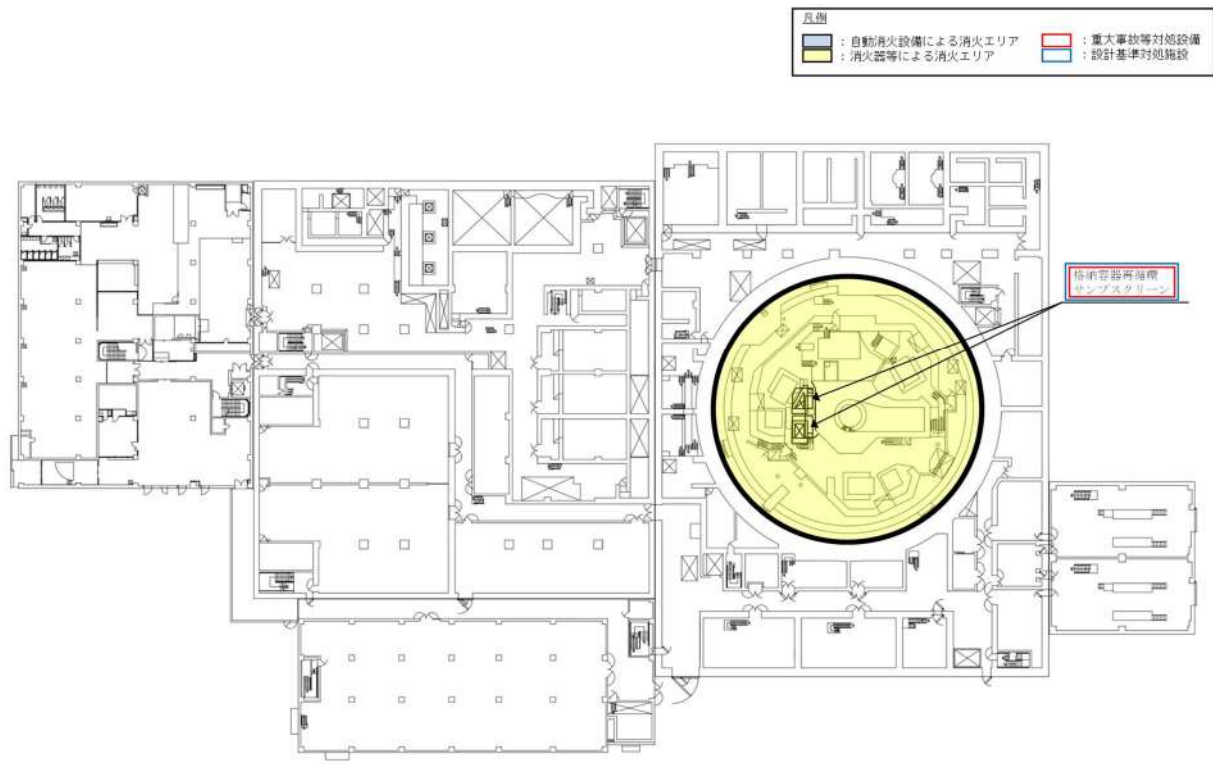 凡例
：自動消火設備による消火エリア
：重大事故等対処設備
：消火器等による消火エリア
：設計基準対処施設
格納容器再循環
サンプスクリーン